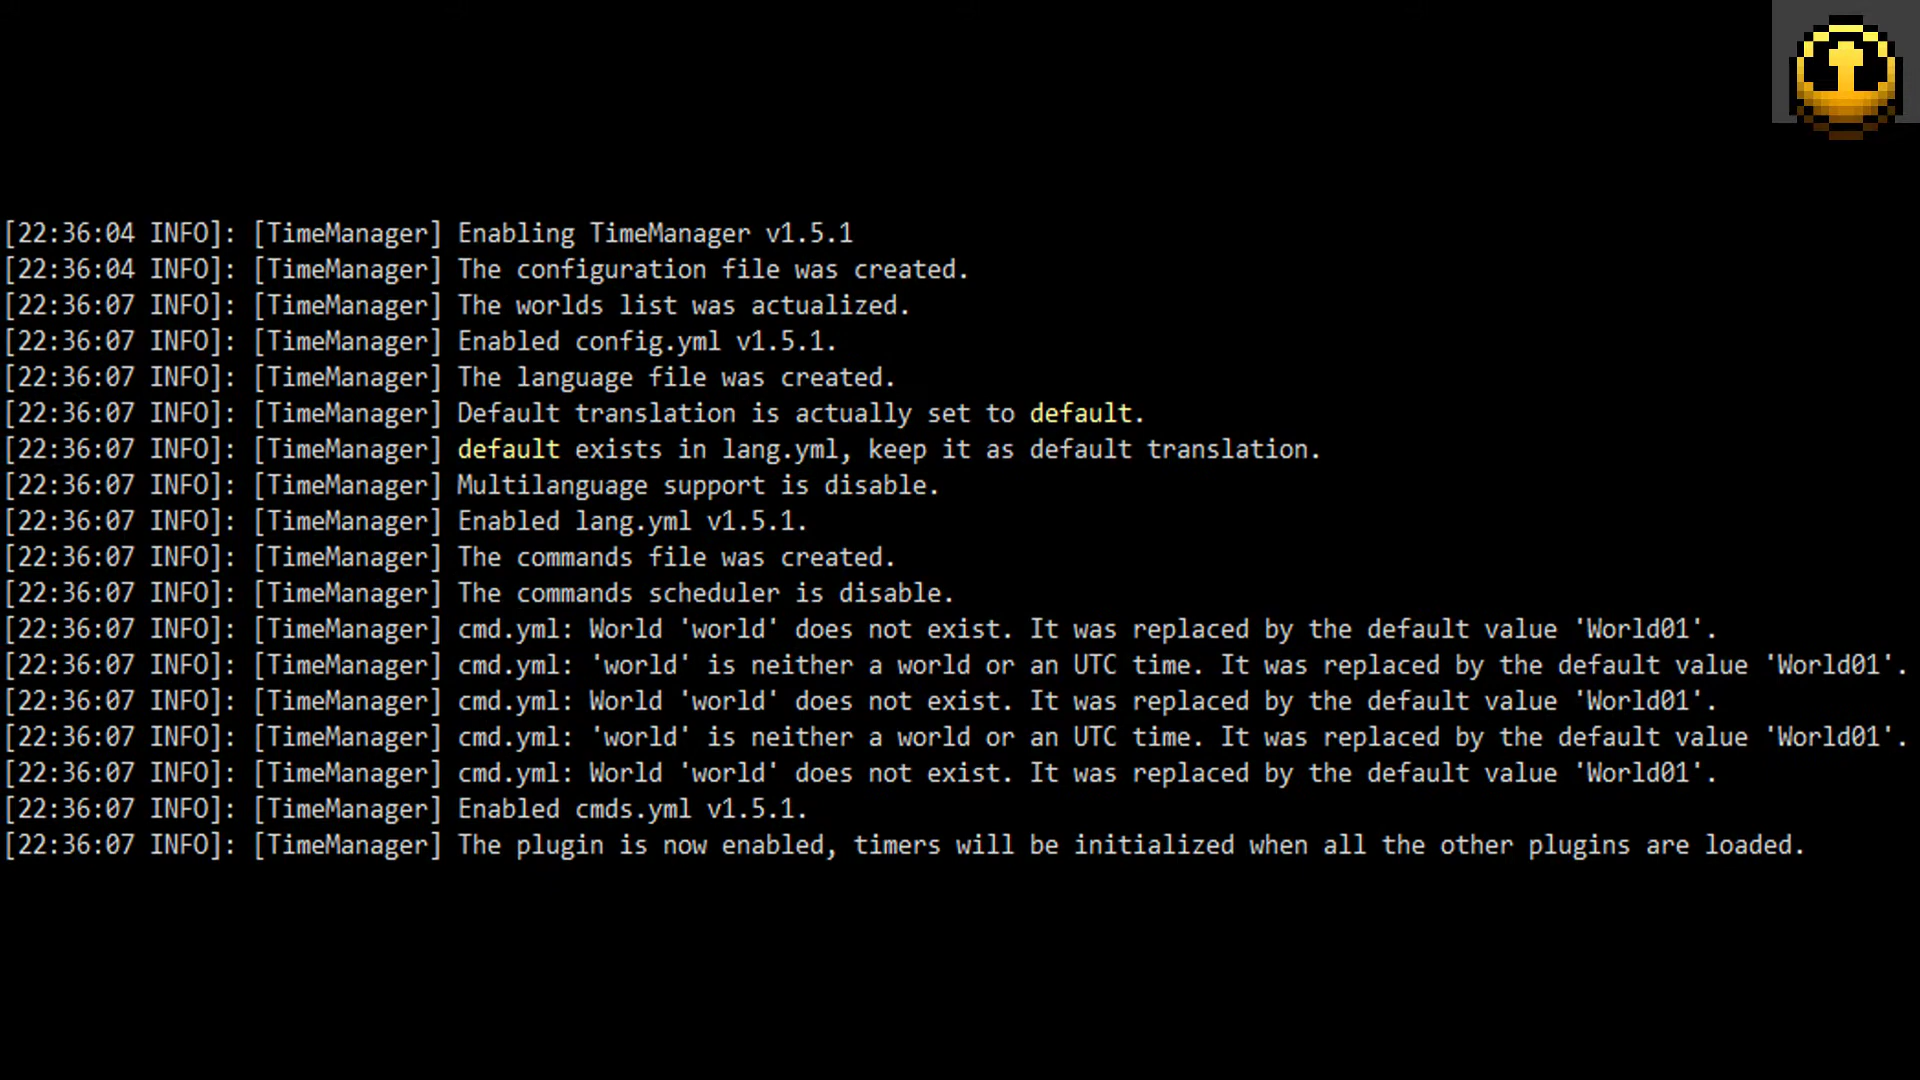 [22:36:04 INFO]: [TimeManager] Enabling TimeManager v1.5.1
[22:36:04 INFO]: [TimeManager] The configuration file was created.
[22:36:07 INFO]: [TimeManager] The worlds list was actualized.
[22:36:07 INFO]: [TimeManager] Enabled config.yml v1.5.1.
[22:36:07 INFO]: [TimeManager] The language file was created.
[22:36:07 INFO]: [TimeManager] Default translation is actually set to default.
[22:36:07 INFO]: [TimeManager] default exists in lang.yml, keep it as default translation.
[22:36:07 INFO]: [TimeManager] Multilanguage support is disable.
[22:36:07 INFO]: [TimeManager] Enabled lang.yml v1.5.1.
[22:36:07 INFO]: [TimeManager] The commands file was created.
[22:36:07 INFO]: [TimeManager] The commands scheduler is disable.
[22:36:07 INFO]: [TimeManager] cmd.yml: World 'world' does not exist. It was replaced by the default value 'World01'.
[22:36:07 INFO]: [TimeManager] cmd.yml: 'world' is neither a world or an UTC time. It was replaced by the default value 'World01'.
[22:36:07 INFO]: [TimeManager] cmd.yml: World 'world' does not exist. It was replaced by the default value 'World01'.
[22:36:07 INFO]: [TimeManager] cmd.yml: 'world' is neither a world or an UTC time. It was replaced by the default value 'World01'.
[22:36:07 INFO]: [TimeManager] cmd.yml: World 'world' does not exist. It was replaced by the default value 'World01'.
[22:36:07 INFO]: [TimeManager] Enabled cmds.yml v1.5.1.
[22:36:07 INFO]: [TimeManager] The plugin is now enabled, timers will be initialized when all the other plugins are loaded.